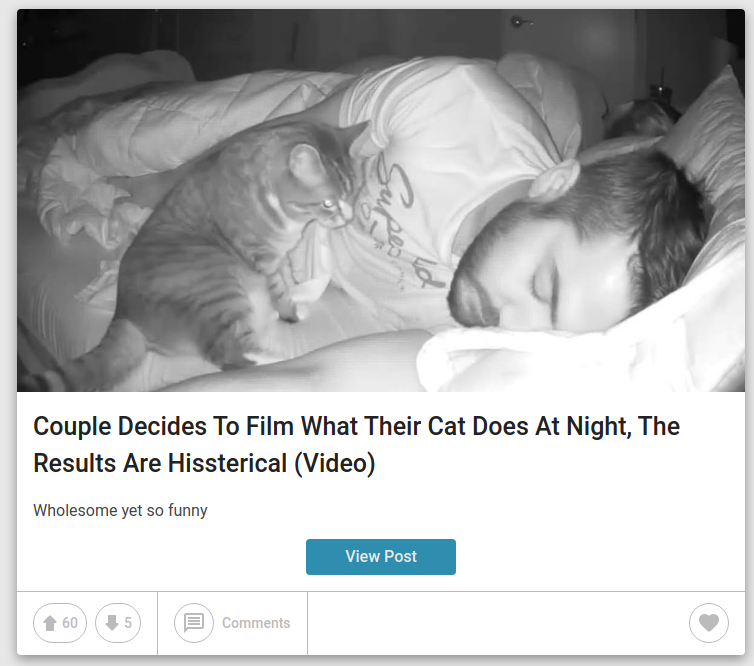 Couple Decides To Film What Their Cat Does At Night, The
Results Are Hissterical (Video)
Wholesome yet so funny
View Post
60 5 Comments